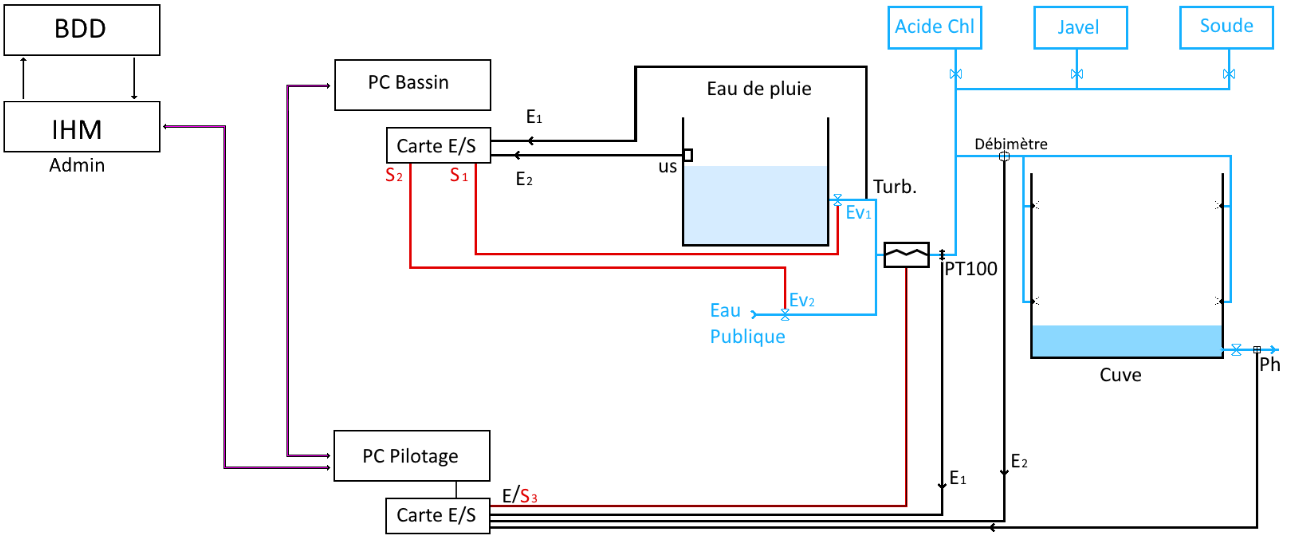 BDD
IHM
Admin
PC Bassin
Carte E/S
S2
S1
E1
E2
Eau de pluie
us
Turb.
Ev1
Ev2
Eau
Publique
PT100
Acide Chl
Javel
Soude
Débimètre
Cuve
Ph
PC Pilotage
Carte E/S
E/S3
E1
E2